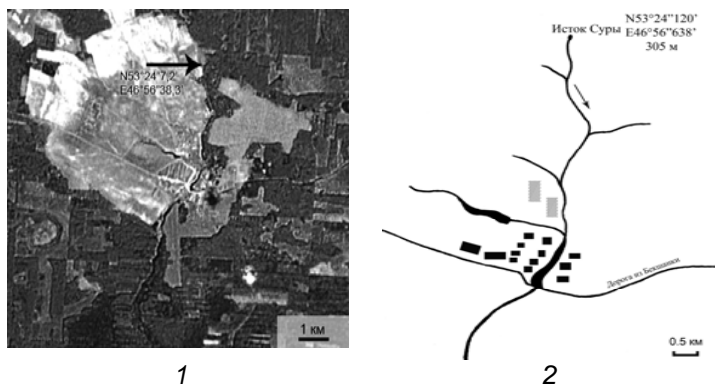 N53°24'7,2"
E46°56'38,3"
1 км
1
Исток Суры
N53°24"120'
E46°56"638'
305 м
Дорога из Бекшанки
0.5 км
2